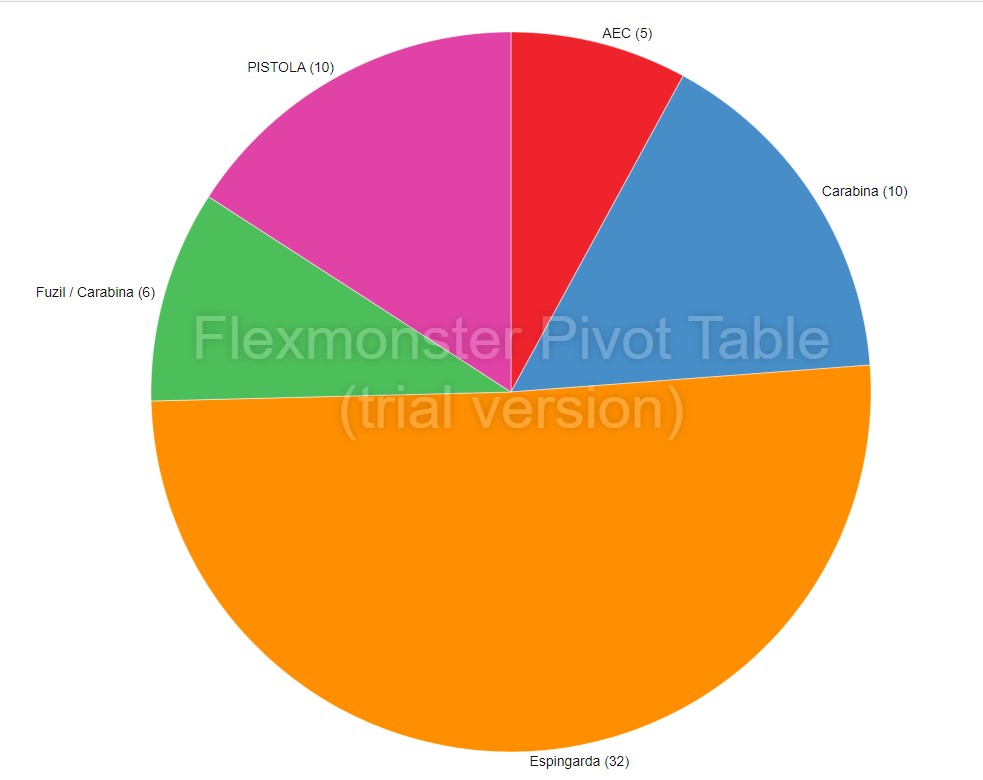 AEC (5)
PISTOLA (10)
Carabina (10)
Fuzil / Carabina (6)
Flexmonster Pivot Table
(trial version)
Espingarda (32)